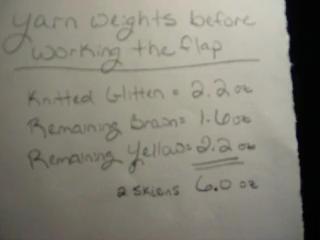 Yarn weights before
working the flap
Knitted Glitten = 2.2 oz
Remaining Brown = 1.6 oz
Remaining Yellow = 2.2 oz
2 skiens 6.0 oz